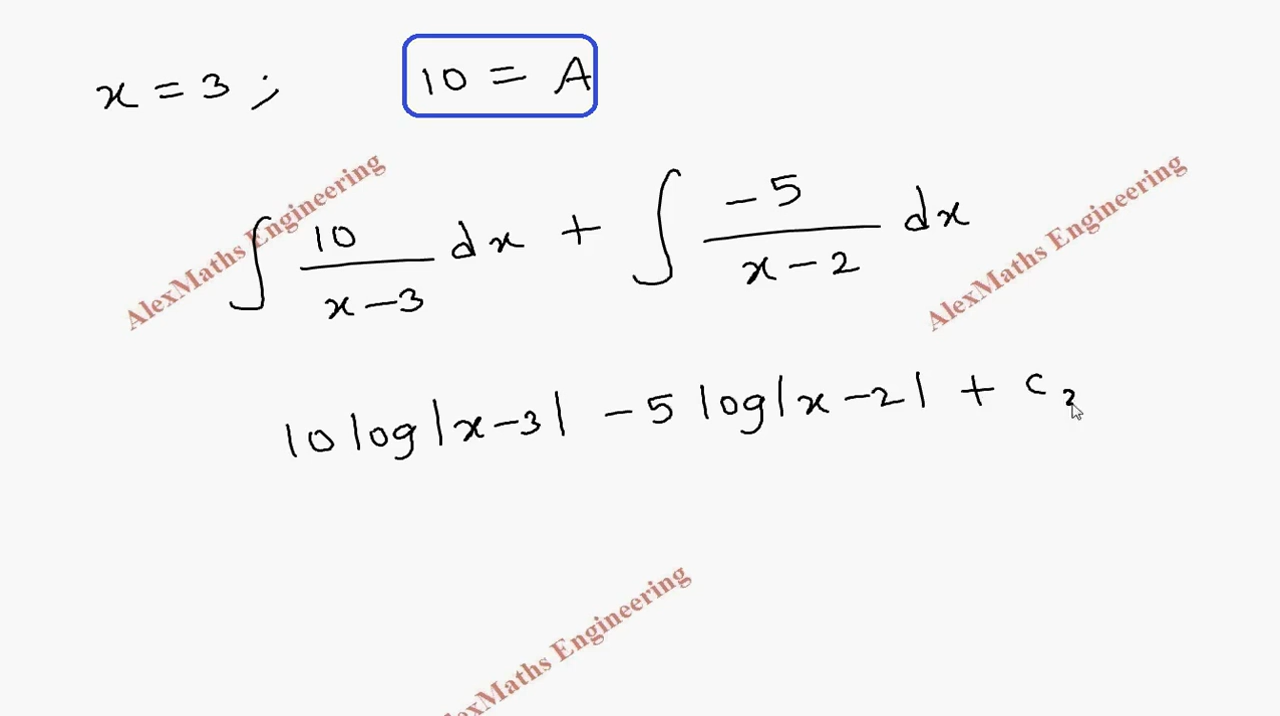 x = 3 ; 10 = A
AlexMaths Engineering AlexMaths Engineering
∫ 10/(x-3) dx + ∫ -5/(x-2) dx
10 log|x-3| - 5 log|x-2| + c₂
AlexMaths Engineering